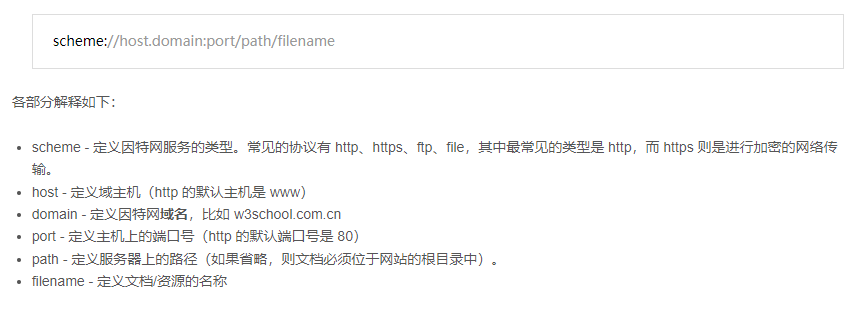 scheme://host.domain:port/path/filename
各部分解释如下：
scheme - 定义因特网服务的类型。常见的协议有 http、https、ftp、file，其中最常见的类型是 http，而 https 则是进行加密的网络传
输。
host - 定义域主机（http 的默认主机是 www）
domain - 定义因特网域名，比如 w3school.com.cn
port - 定义主机上的端口号（http 的默认端口号是 80）
path - 定义服务器上的路径（如果省略，则文档必须位于网站的根目录中）。
filename - 定义文档/资源的名称